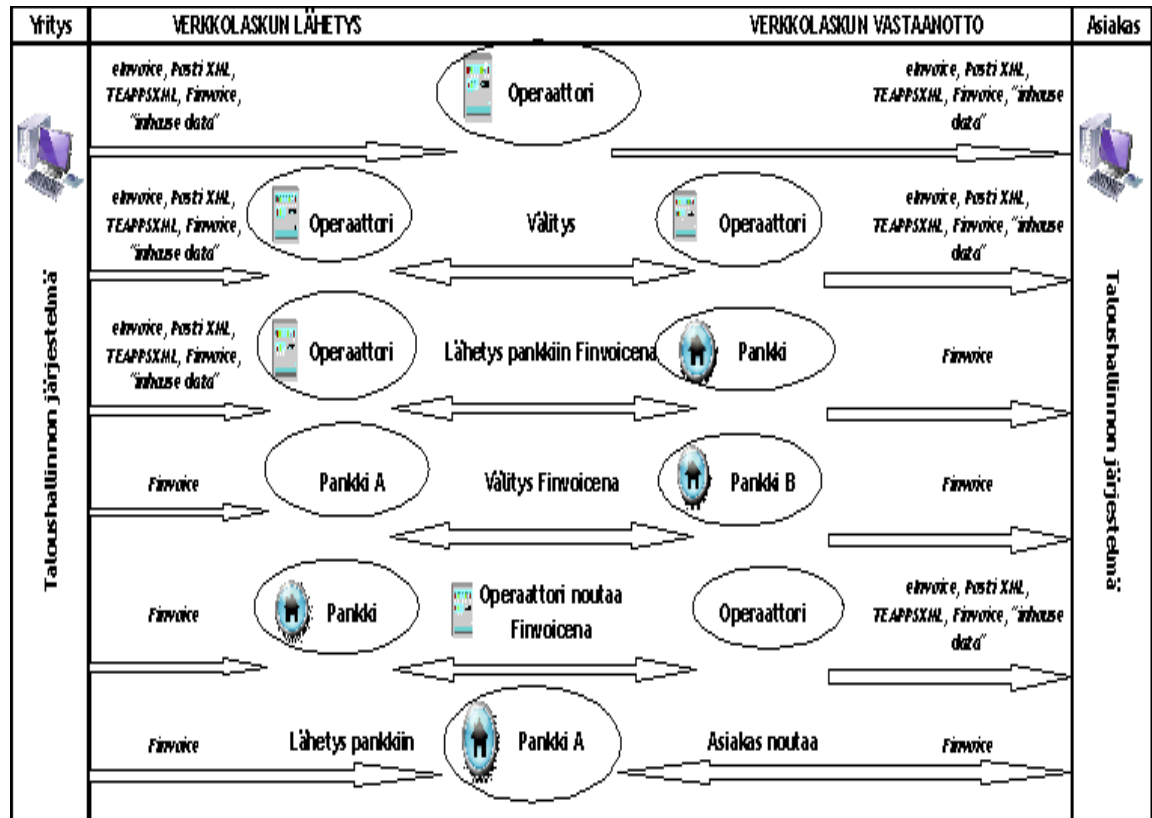 Yritys
VERKKOLASKUN LÄHETYS
VERKKOLASKUN VASTAANOTTO
Asiakas
Taloushallinnon järjestelmä
Taloushallinnon järjestelmä
eInvoice, Posti XML,
TEAPPSXML, Finvoice,
"inhouse data"
Operaattori
eInvoice, Posti XML,
TEAPPSXML, Finvoice, "inhouse
data"
eInvoice, Posti XML,
TEAPPSXML, Finvoice,
"inhouse data"
Operaattori
Välitys
Operaattori
eInvoice, Posti XML,
TEAPPSXML, Finvoice, "inhouse
data"
eInvoice, Posti XML,
TEAPPSXML, Finvoice,
"inhouse data"
Operaattori
Lähetys pankkiin Finvoicena
Pankki
Finvoice
Finvoice
Pankki A
Välitys Finvoicena
Pankki B
Finvoice
Finvoice
Pankki
Operaattori noutaa
Finvoicena
Operaattori
eInvoice, Posti XML,
TEAPPSXML, Finvoice, "inhouse
data"
Finvoice
Lähetys pankkiin
Pankki A
Asiakas noutaa
Finvoice